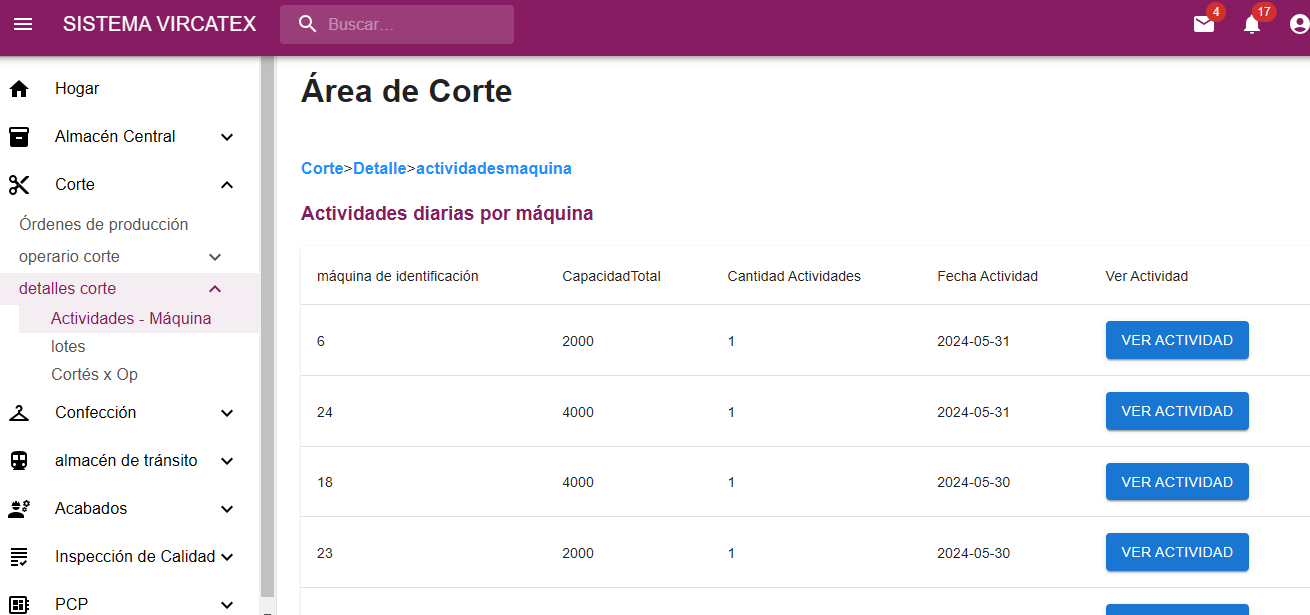 SISTEMA VIRCATEX
Buscar…
4
17
Hogar
Almacén Central
Corte
Órdenes de producción
operario corte
detalles corte
Actividades - Máquina
lotes
Cortés x Op
Confección
almacén de tránsito
Acabados
Inspección de Calidad
PCP
Área de Corte
Corte>Detalle>actividadesmaquina
Actividades diarias por máquina
máquina de identificación CapacidadTotal Cantidad Actividades Fecha Actividad Ver Actividad
6 2000 1 2024-05-31 VER ACTIVIDAD
24 4000 1 2024-05-31 VER ACTIVIDAD
18 4000 1 2024-05-30 VER ACTIVIDAD
23 2000 1 2024-05-30 VER ACTIVIDAD